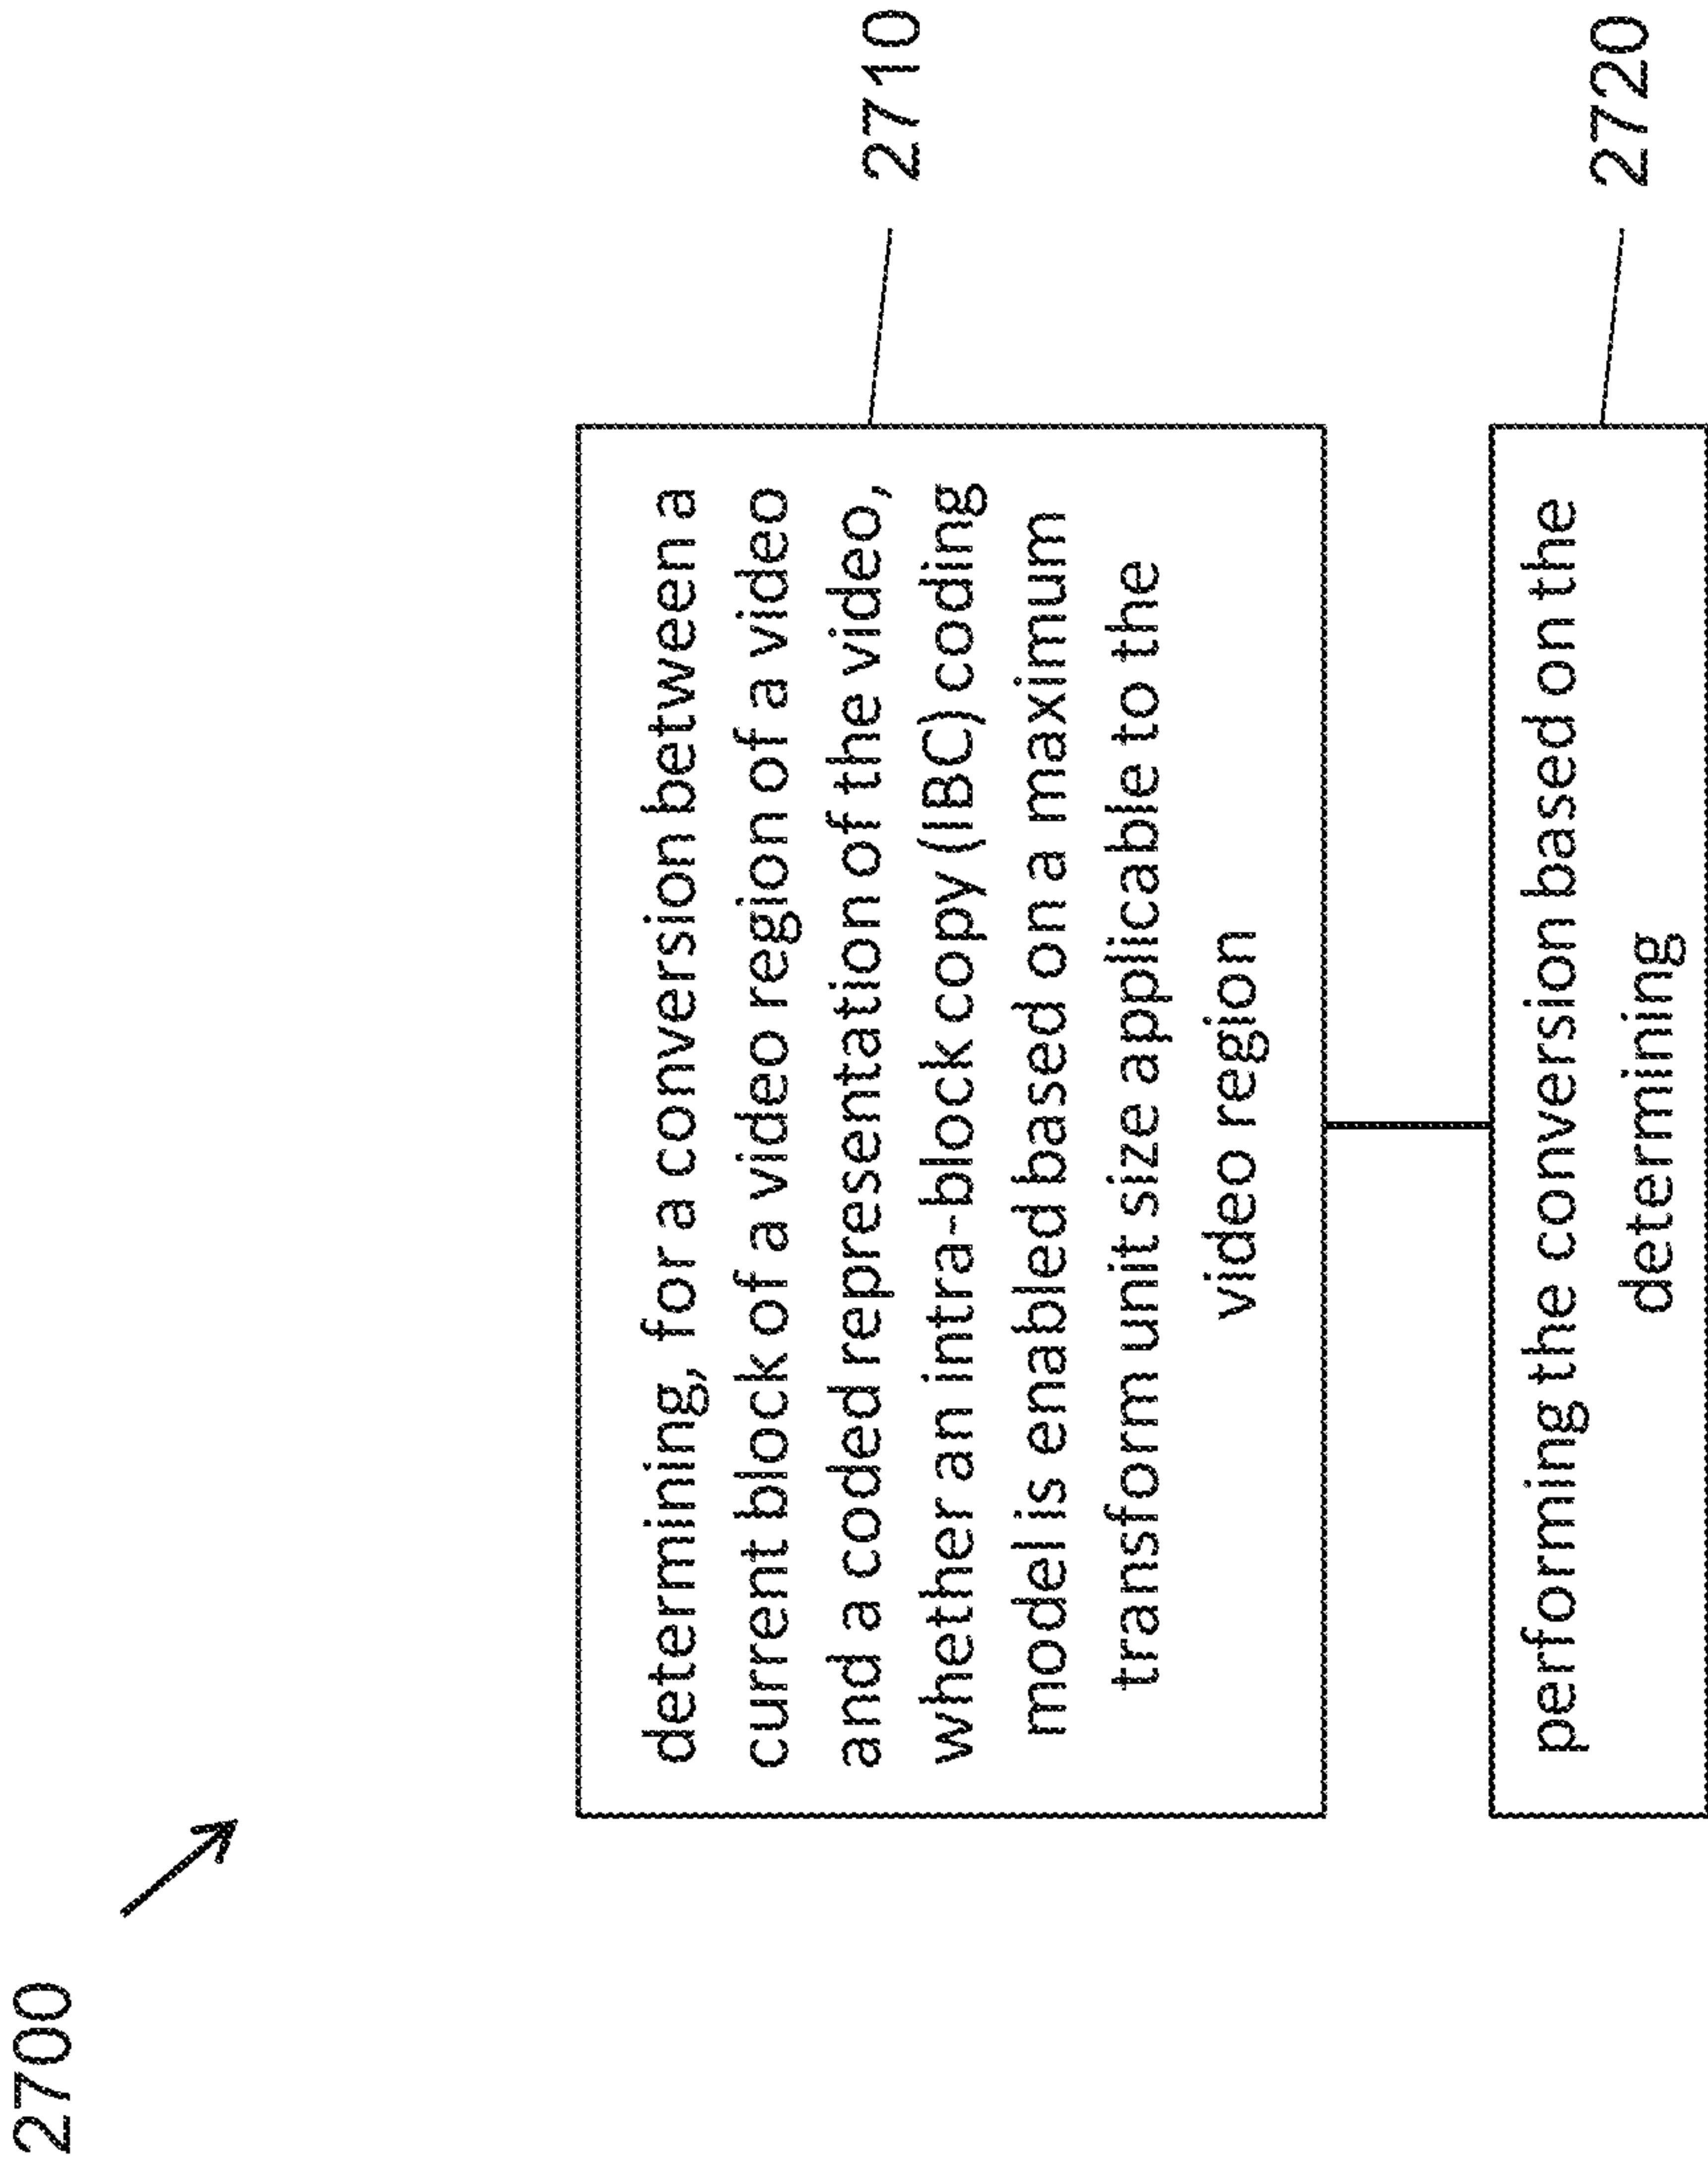 2700
determining, for a conversion between a
current block of a video region of a video
and a coded representation of the video,
whether an intra-block copy (IBC) coding
model is enabled based on a maximum
transform unit size applicable to the
video region
2710
performing the conversion based on the
determining
2720